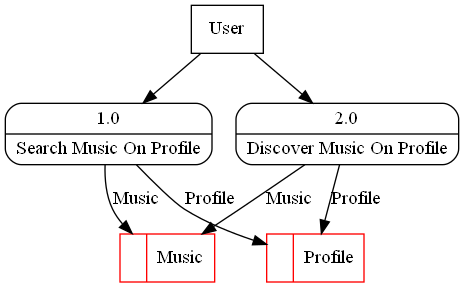 User
1.0
Search Music On Profile
2.0
Discover Music On Profile
Music
Profile
Music
Profile
Music
Profile